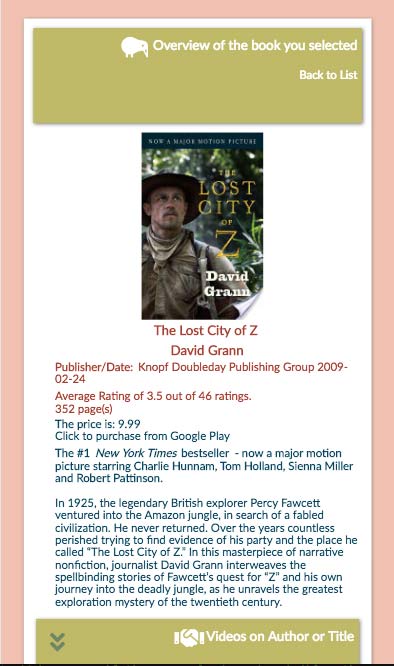 Overview of the book you selected
Back to List
NOW A MAJOR MOTION PICTURE
THE
LOST
CITY
OF
Z
David
Grann
The Lost City of Z
David Grann
Publisher/Date: Knopf Doubleday Publishing Group 2009-
02-24
Average Rating of 3.5 out of 46 ratings.
352 page(s)
The price is: 9.99
Click to purchase from Google Play
The #1 New York Times bestseller - now a major motion
picture starring Charlie Hunnam, Tom Holland, Sienna Miller
and Robert Pattinson.
In 1925, the legendary British explorer Percy Fawcett
ventured into the Amazon jungle, in search of a fabled
civilization. He never returned. Over the years countless
perished trying to find evidence of his party and the place he
called “The Lost City of Z.” In this masterpiece of narrative
nonfiction, journalist David Grann interweaves the
spellbinding stories of Fawcett’s quest for “Z” and his own
journey into the deadly jungle, as he unravels the greatest
exploration mystery of the twentieth century.
Videos on Author or Title